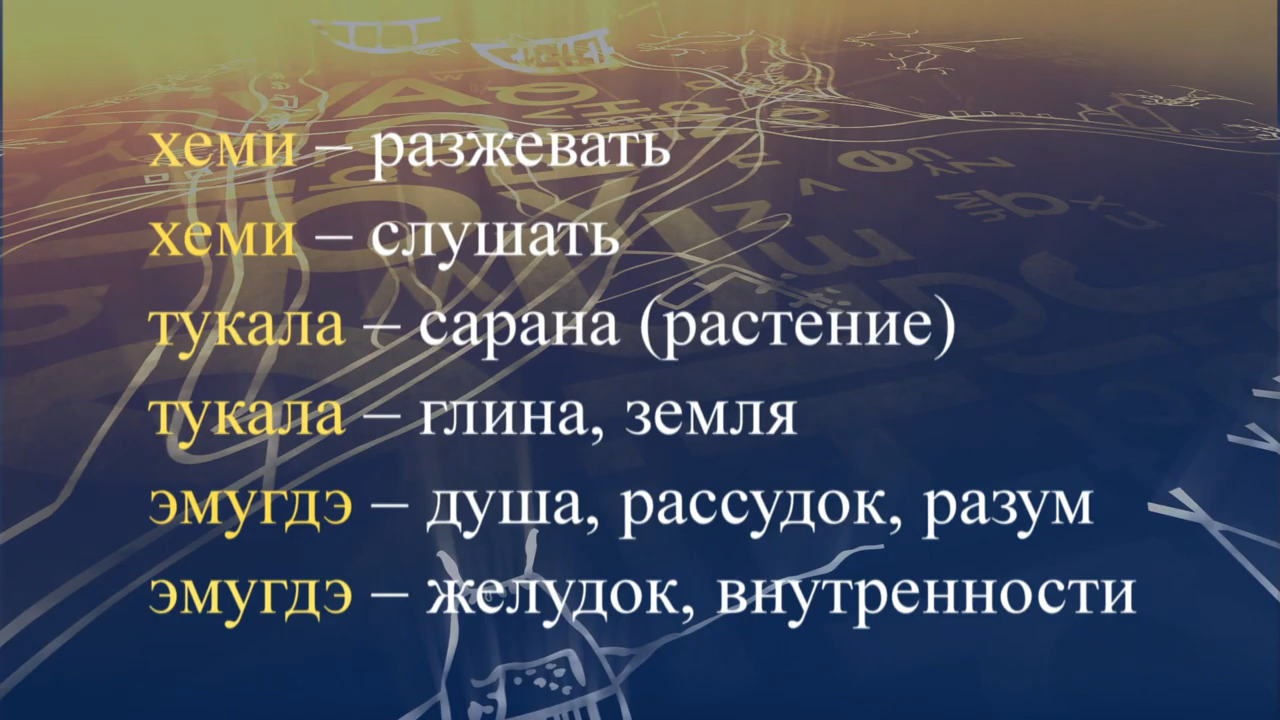 хеми – разжевать
хеми – слушать
тукала – сарана (растение)
тукала – глина, земля
эмугдэ – душа, рассудок, разум
эмугдэ – желудок, внутренности